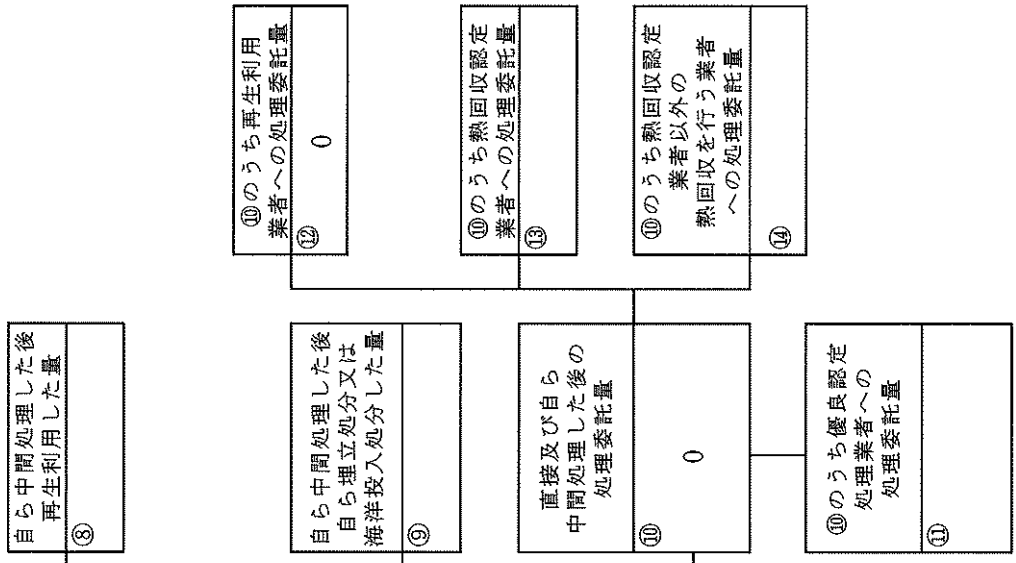 自ら中間処理した後
再生利用した量
⑧
自ら中間処理した後
自ら埋立処分又は
海洋投入処分した量
⑨
直接及び自ら
中間処理した後の
処理委託量
⑩
0
⑩のうち優良認定
処理業者への
処理委託量
⑪
⑩のうち再生利用
業者への処理委託量
⑫
0
⑩のうち熱回収認定
業者への処理委託量
⑬
⑩のうち熱回収認定
業者以外の
熱回収を行う業者
への処理委託量
⑭